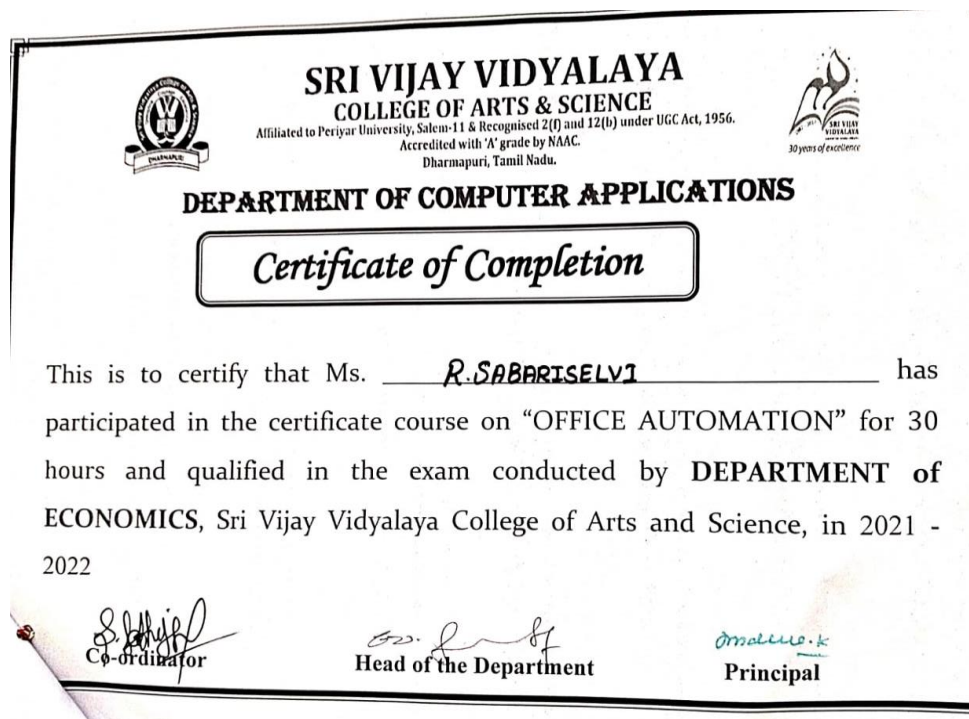 SRI VIJAY VIDYALAYA
COLLEGE OF ARTS & SCIENCE
Affiliated to Periyar University, Salem-11 & Recognised 2(f) and 12(b) under UGC Act, 1956.
Accredited with 'A' grade by NAAC.
Dharmapuri, Tamil Nadu.
DHARMAPURI
SRI VIJAY
VIDYALAYA
30 years of excellence
DEPARTMENT OF COMPUTER APPLICATIONS
Certificate of Completion
This is to certify that Ms. R.SABARISELVI has
participated in the certificate course on “OFFICE AUTOMATION” for 30
hours and qualified in the exam conducted by DEPARTMENT of
ECONOMICS, Sri Vijay Vidyalaya College of Arts and Science, in 2021 -
2022
Co-ordinator
Head of the Department
Principal